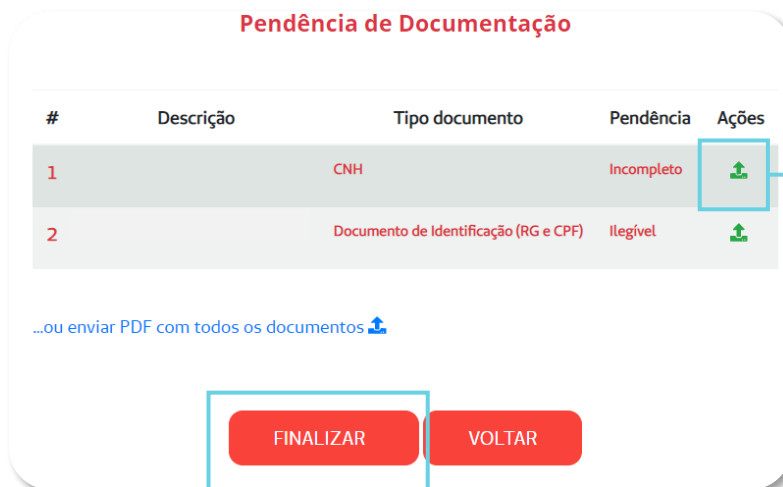 Pendência de Documentação
# Descrição Tipo documento Pendência Ações
1 CNH Incompleto
2 Documento de Identificação (RG e CPF) Ilegível
...ou enviar PDF com todos os documentos
FINALIZAR VOLTAR